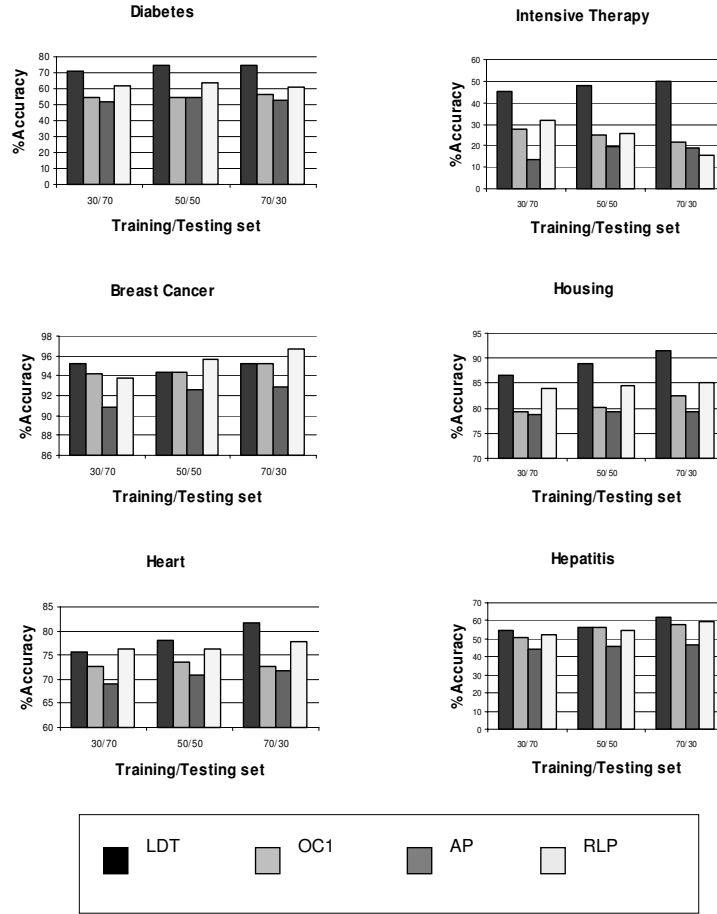 Diabetes
80
70
60
50
40
30
20
10
0
%Accuracy
30/70
50/50
70/30
Training/Testing set
Intensive Therapy
60
50
40
30
20
10
0
%Accuracy
30/70
50/50
70/30
Training/Testing set
Breast Cancer
98
96
94
92
90
88
86
%Accuracy
30/70
50/50
70/30
Training/Testing set
Housing
95
90
85
80
75
70
%Accuracy
30/70
50/50
70/30
Training/Testing set
Heart
85
80
75
70
65
60
%Accuracy
30/70
50/50
70/30
Training/Testing set
Hepatitis
70
60
50
40
30
20
10
0
%Accuracy
30/70
50/50
70/30
Training/Testing set
LDT
OC1
AP
RLP